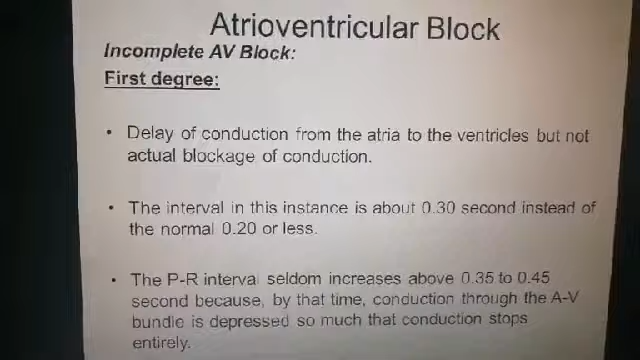 Atrioventricular Block
Incomplete AV Block:
First degree:
• Delay of conduction from the atria to the ventricles but not
actual blockage of conduction.
• The interval in this instance is about 0.30 second instead of
the normal 0.20 or less.
• The P-R interval seldom increases above 0.35 to 0.45
second because, by that time, conduction through the A-V
bundle is depressed so much that conduction stops
entirely.